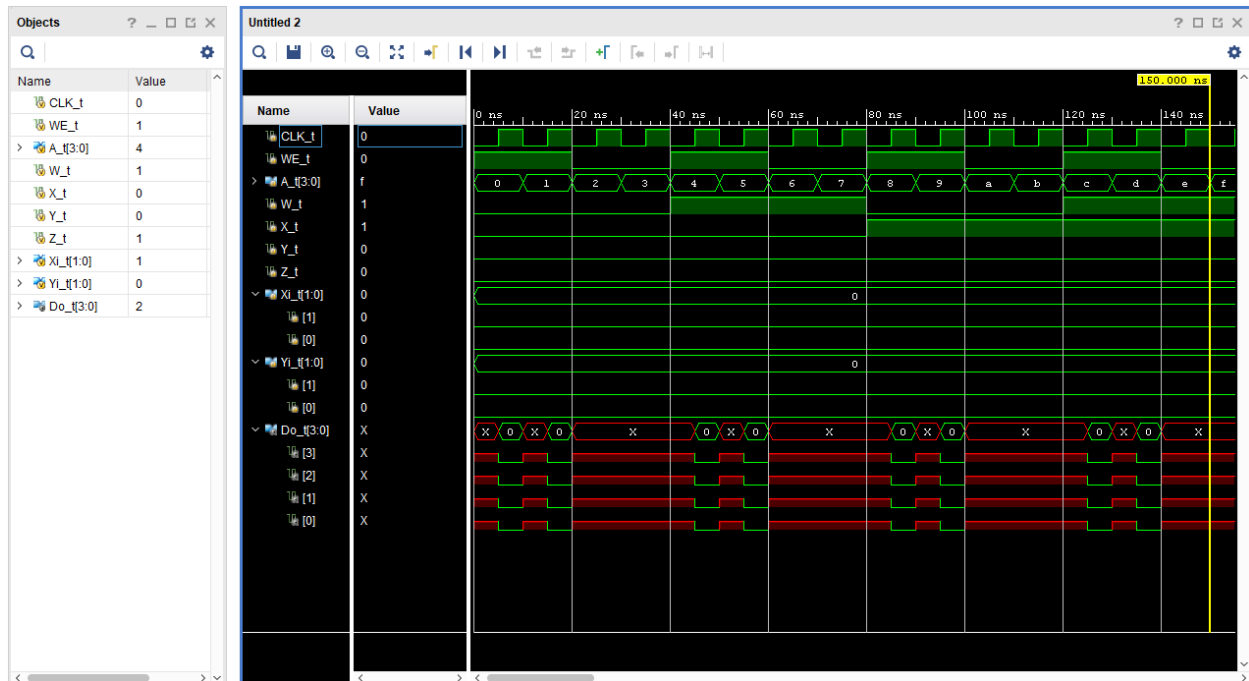 Objects ? _
Name Value
CLK_t 0
WE_t 1
A_t[3:0] 4
W_t 1
X_t 0
Y_t 0
Z_t 1
Xi_t[1:0] 1
Yi_t[1:0] 0
Do_t[3:0] 2
Untitled 2 ?
150.000 ns
Name Value
0 ns 20 ns 40 ns 60 ns 80 ns 100 ns 120 ns 140 ns
CLK_t 0
WE_t 0
A_t[3:0] f 0 1 2 3 4 5 6 7 8 9 a b c d e f
W_t 1
X_t 1
Y_t 0
Z_t 0
Xi_t[1:0] 0 0
[1] 0
[0] 0
Yi_t[1:0] 0 0
[1] 0
[0] 0
Do_t[3:0] X X 0 X 0 X 0 X 0 X 0 X 0 X 0 X 0 X
[3] X
[2] X
[1] X
[0] X